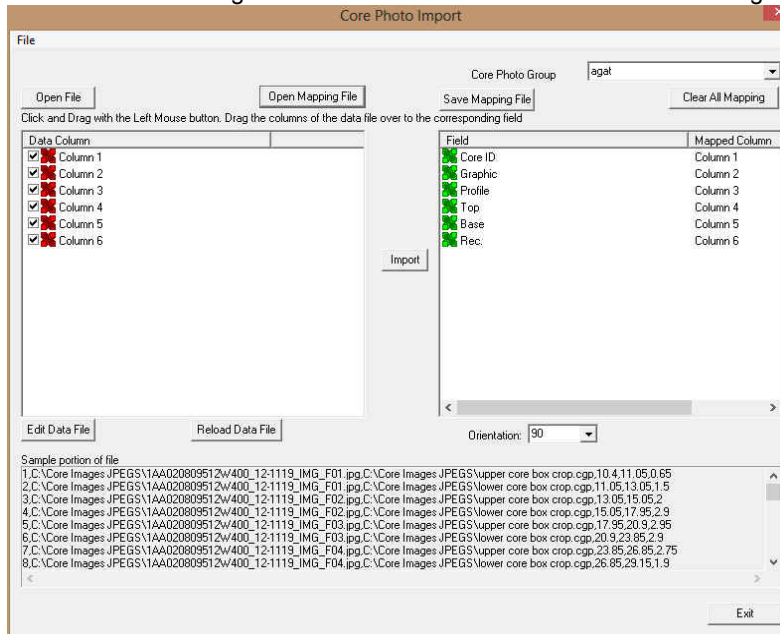 Core Photo Import
File
Core Photo Group agat
Open File Open Mapping File Save Mapping File Clear All Mapping
Click and Drag with the Left Mouse button. Drag the columns of the data file over to the corresponding field
Data Column Field Mapped Column
Column 1 Core ID Column 1
Column 2 Graphic Column 2
Column 3 Profile Column 3
Column 4 Top Column 4
Column 5 Base Column 5
Column 6 Rec. Column 6
Import
Edit Data File Reload Data File Orientation: 90
Sample portion of file
1,C:\Core Images JPEGS\1AA020809512W400_12-1119_IMG_F01.jpg,C:\Core Images JPEGS\upper core box crop.cgp,10.4,11.05,0.65
2,C:\Core Images JPEGS\1AA020809512W400_12-1119_IMG_F01.jpg,C:\Core Images JPEGS\lower core box crop.cgp,11.05,13.05,1.5
3,C:\Core Images JPEGS\1AA020809512W400_12-1119_IMG_F02.jpg,C:\Core Images JPEGS\upper core box crop.cgp,13.05,15.05,2
4,C:\Core Images JPEGS\1AA020809512W400_12-1119_IMG_F02.jpg,C:\Core Images JPEGS\lower core box crop.cgp,15.05,17.95,2.9
5,C:\Core Images JPEGS\1AA020809512W400_12-1119_IMG_F03.jpg,C:\Core Images JPEGS\upper core box crop.cgp,17.95,20.9,2.95
6,C:\Core Images JPEGS\1AA020809512W400_12-1119_IMG_F03.jpg,C:\Core Images JPEGS\lower core box crop.cgp,20.9,23.85,2.9
7,C:\Core Images JPEGS\1AA020809512W400_12-1119_IMG_F04.jpg,C:\Core Images JPEGS\upper core box crop.cgp,23.85,26.85,2.75
8,C:\Core Images JPEGS\1AA020809512W400_12-1119_IMG_F04.jpg,C:\Core Images JPEGS\lower core box crop.cgp,26.85,29.15,1.9
Exit